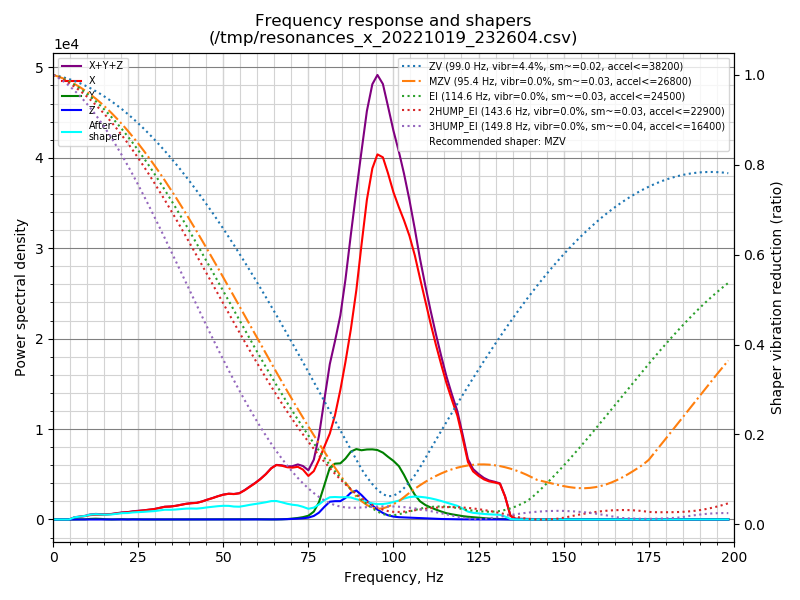 Frequency response and shapers
(/tmp/resonances_x_20221019_232604.csv)
1e4
X+Y+Z
X
Y
Z
After
shaper
ZV (99.0 Hz, vibr=4.4%, sm~=0.02, accel<=38200)
MZV (95.4 Hz, vibr=0.0%, sm~=0.03, accel<=26800)
EI (114.6 Hz, vibr=0.0%, sm~=0.03, accel<=24500)
2HUMP_EI (143.6 Hz, vibr=0.0%, sm~=0.03, accel<=22900)
3HUMP_EI (149.8 Hz, vibr=0.0%, sm~=0.04, accel<=16400)
Recommended shaper: MZV
5
4
3
2
1
0
Power spectral density
1.0
0.8
0.6
0.4
0.2
0.0
Shaper vibration reduction (ratio)
0 25 50 75 100 125 150 175 200
Frequency, Hz